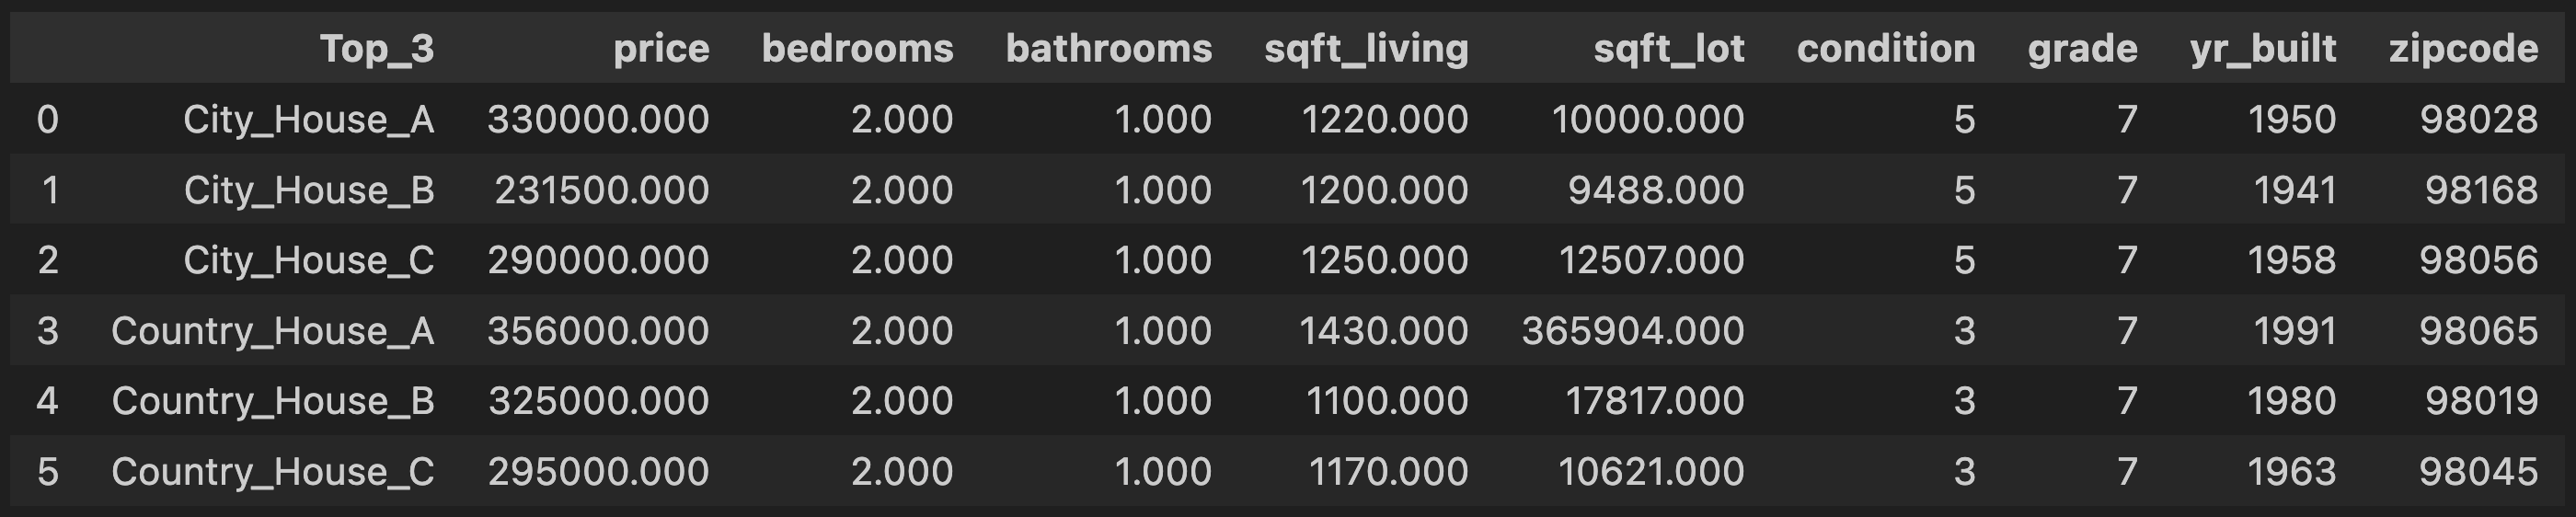 Top_3 price bedrooms bathrooms sqft_living sqft_lot condition grade yr_built zipcode
0 City_House_A 330000.000 2.000 1.000 1220.000 10000.000 5 7 1950 98028
1 City_House_B 231500.000 2.000 1.000 1200.000 9488.000 5 7 1941 98168
2 City_House_C 290000.000 2.000 1.000 1250.000 12507.000 5 7 1958 98056
3 Country_House_A 356000.000 2.000 1.000 1430.000 365904.000 3 7 1991 98065
4 Country_House_B 325000.000 2.000 1.000 1100.000 17817.000 3 7 1980 98019
5 Country_House_C 295000.000 2.000 1.000 1170.000 10621.000 3 7 1963 98045